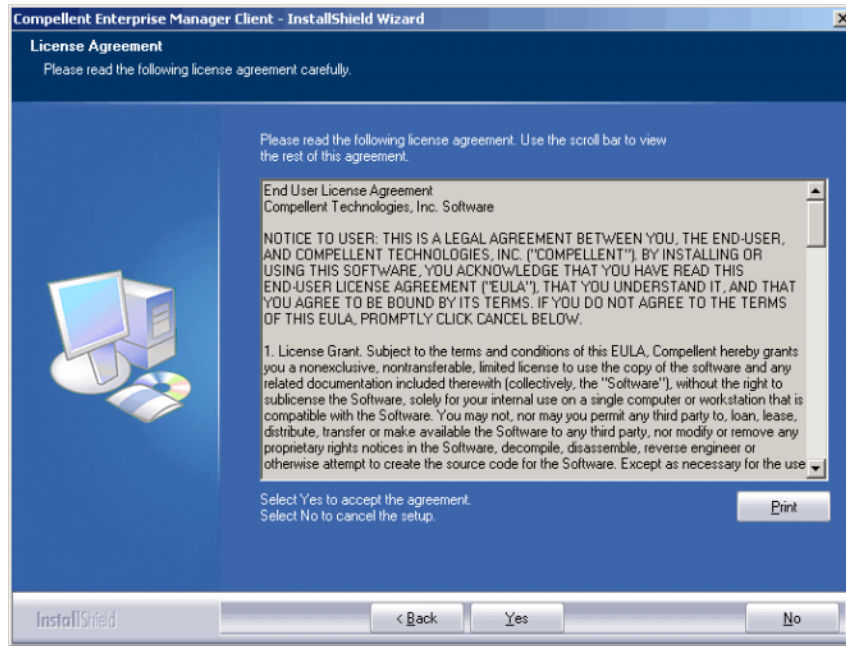 Compellent Enterprise Manager Client - InstallShield Wizard
License Agreement
Please read the following license agreement carefully.
Please read the following license agreement. Use the scroll bar to view
the rest of this agreement.
End User License Agreement
Compellent Technologies, Inc. Software
NOTICE TO USER: THIS IS A LEGAL AGREEMENT BETWEEN YOU, THE END-USER,
AND COMPELLENT TECHNOLOGIES, INC. ("COMPELLENT"). BY INSTALLING OR
USING THIS SOFTWARE, YOU ACKNOWLEDGE THAT YOU HAVE READ THIS
END-USER LICENSE AGREEMENT ("EULA"), THAT YOU UNDERSTAND IT, AND THAT
YOU AGREE TO BE BOUND BY ITS TERMS. IF YOU DO NOT AGREE TO THE TERMS
OF THIS EULA, PROMPTLY CLICK CANCEL BELOW.
1. License Grant. Subject to the terms and conditions of this EULA, Compellent hereby grants
you a nonexclusive, nontransferable, limited license to use the copy of the software and any
related documentation included therewith (collectively, the "Software"), without the right to
sublicense the Software, solely for your internal use on a single computer or workstation that is
compatible with the Software. You may not, nor may you permit any third party to, loan, lease,
distribute, transfer or make available the Software to any third party, nor modify or remove any
proprietary rights notices in the Software, decompile, disassemble, reverse engineer or
otherwise attempt to create the source code for the Software. Except as necessary for the use
Select Yes to accept the agreement.
Select No to cancel the setup.
Print
InstallShield
< Back
Yes
No